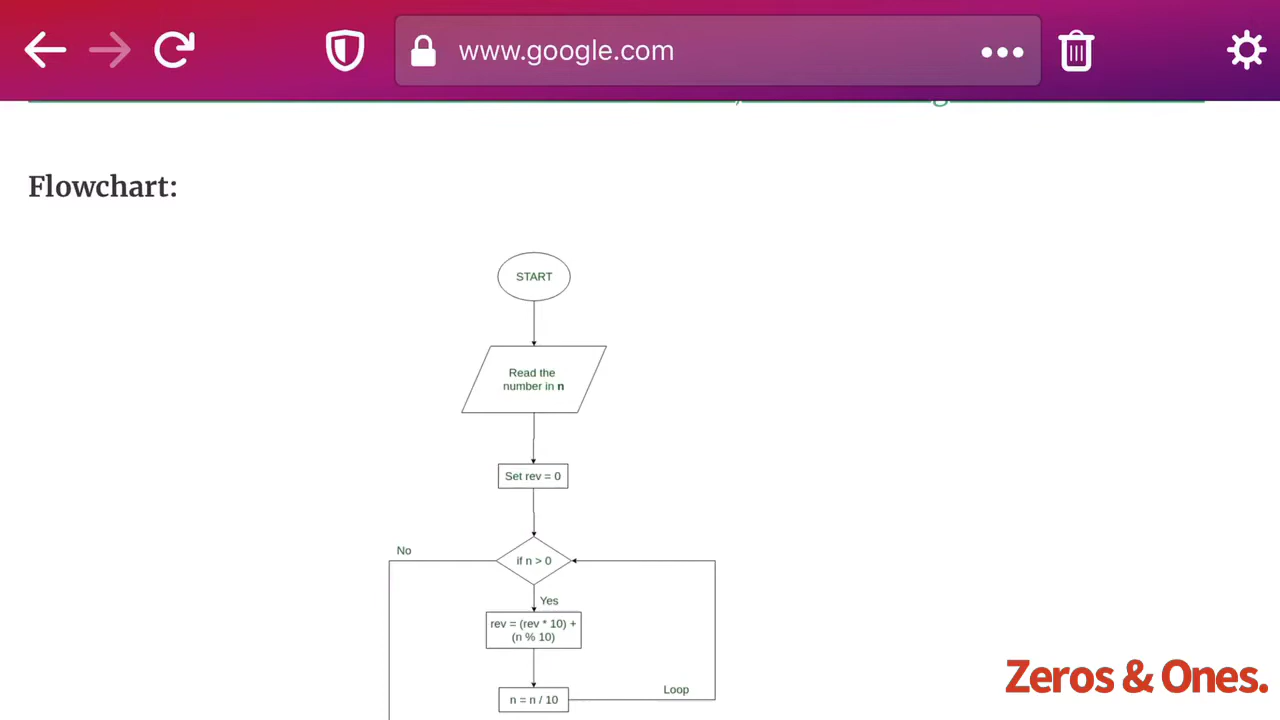 www.google.com
Flowchart:
START
Read the
number in n
Set rev = 0
No
if n > 0
Yes
rev = (rev * 10) +
(n % 10)
n = n / 10
Loop
Zeros & Ones.